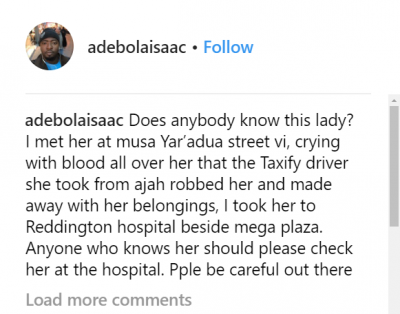 adebolaisaac • Follow
adebolaisaac Does anybody know this lady?
I met her at musa Yar'adua street vi, crying
with blood all over her that the Taxify driver
she took from ajah robbed her and made
away with her belongings, I took her to
Reddington hospital beside mega plaza.
Anyone who knows her should please check
her at the hospital. Pple be careful out there
Load more comments